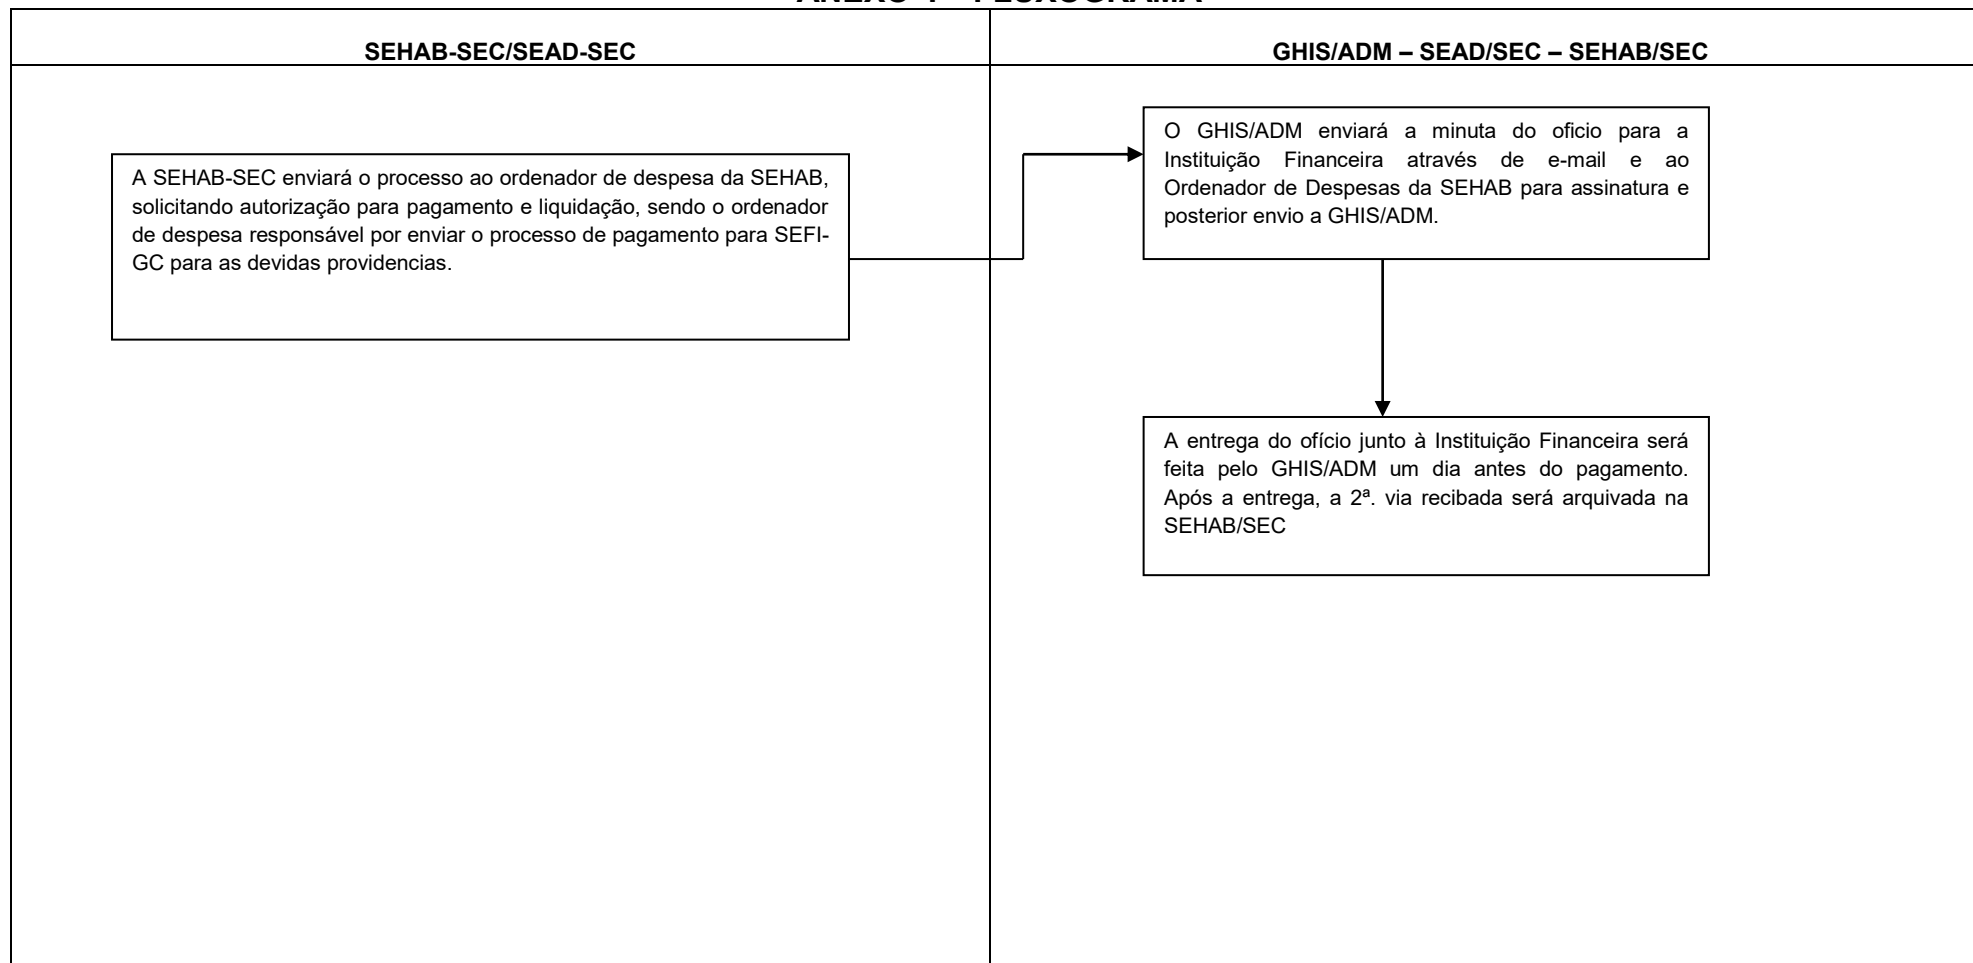 SEHAB-SEC/SEAD-SEC
GHIS/ADM – SEAD/SEC – SEHAB/SEC
A SEHAB-SEC enviará o processo ao ordenador de despesa da SEHAB,
solicitando autorização para pagamento e liquidação, sendo o ordenador
de despesa responsável por enviar o processo de pagamento para SEFI-
GC para as devidas providencias.
O GHIS/ADM enviará a minuta do oficio para a
Instituição Financeira através de e-mail e ao
Ordenador de Despesas da SEHAB para assinatura e
posterior envio a GHIS/ADM.
A entrega do ofício junto à Instituição Financeira será
feita pelo GHIS/ADM um dia antes do pagamento.
Após a entrega, a 2ª. via recibada será arquivada na
SEHAB/SEC